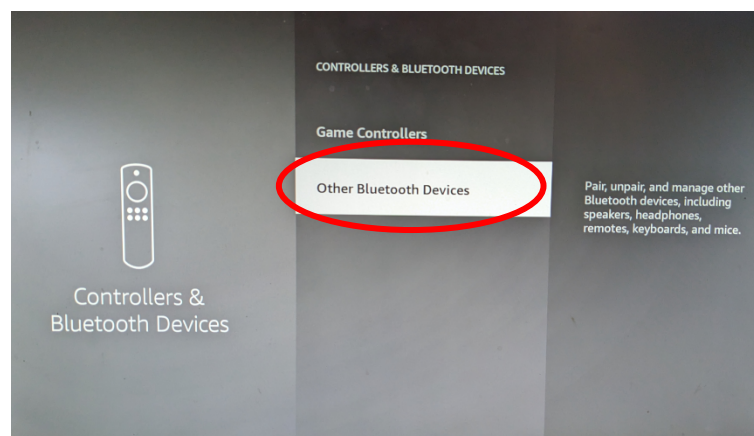 CONTROLLERS & BLUETOOTH DEVICES
Game Controllers
Other Bluetooth Devices
Controllers &
Bluetooth Devices
Pair, unpair, and manage other
Bluetooth devices, including
speakers, headphones,
remotes, keyboards, and mice.